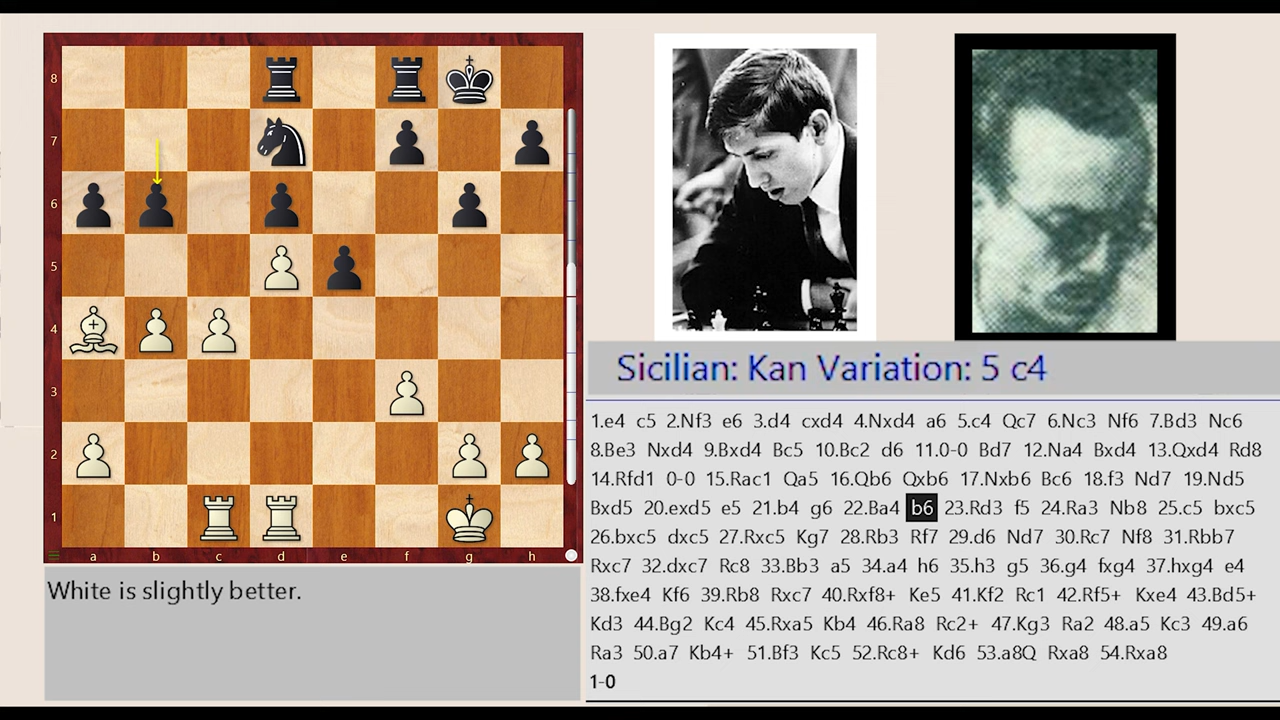 8
7
6
5
4
3
2
1
a b c d e f g h
White is slightly better.
Sicilian: Kan Variation: 5 c4
1.e4 c5 2.Nf3 e6 3.d4 cxd4 4.Nxd4 a6 5.c4 Qc7 6.Nc3 Nf6 7.Bd3 Nc6
8.Be3 Nxd4 9.Bxd4 Bc5 10.Bc2 d6 11.0-0 Bd7 12.Na4 Bxd4 13.Qxd4 Rd8
14.Rfd1 0-0 15.Rac1 Qa5 16.Qb6 Qxb6 17.Nxb6 Bc6 18.f3 Nd7 19.Nd5
Bxd5 20.exd5 e5 21.b4 g6 22.Ba4 b6 23.Rd3 f5 24.Ra3 Nb8 25.c5 bxc5
26.bxc5 dxc5 27.Rxc5 Kg7 28.Rb3 Rf7 29.d6 Nd7 30.Rc7 Nf8 31.Rbb7
Rxc7 32.dxc7 Rc8 33.Bb3 a5 34.a4 h6 35.h3 g5 36.g4 fxg4 37.hxg4 e4
38.fxe4 Kf6 39.Rb8 Rxc7 40.Rxf8+ Ke5 41.Kf2 Rc1 42.Rf5+ Kxe4 43.Bd5+
Kd3 44.Bg2 Kc4 45.Rxa5 Kb4 46.Ra8 Rc2+ 47.Kg3 Ra2 48.a5 Kc3 49.a6
Ra3 50.a7 Kb4+ 51.Bf3 Kc5 52.Rc8+ Kd6 53.a8Q Rxa8 54.Rxa8
1-0